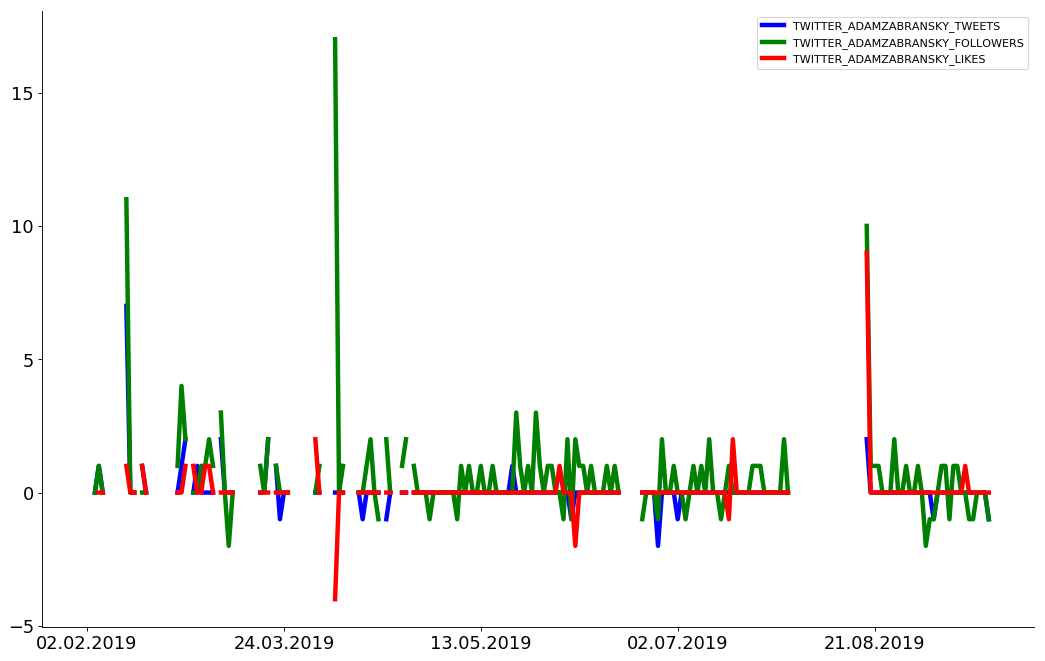 TWITTER_ADAMZABRANSKY_TWEETS
TWITTER_ADAMZABRANSKY_FOLLOWERS
TWITTER_ADAMZABRANSKY_LIKES
15
10
5
0
−5
02.02.2019 24.03.2019 13.05.2019 02.07.2019 21.08.2019